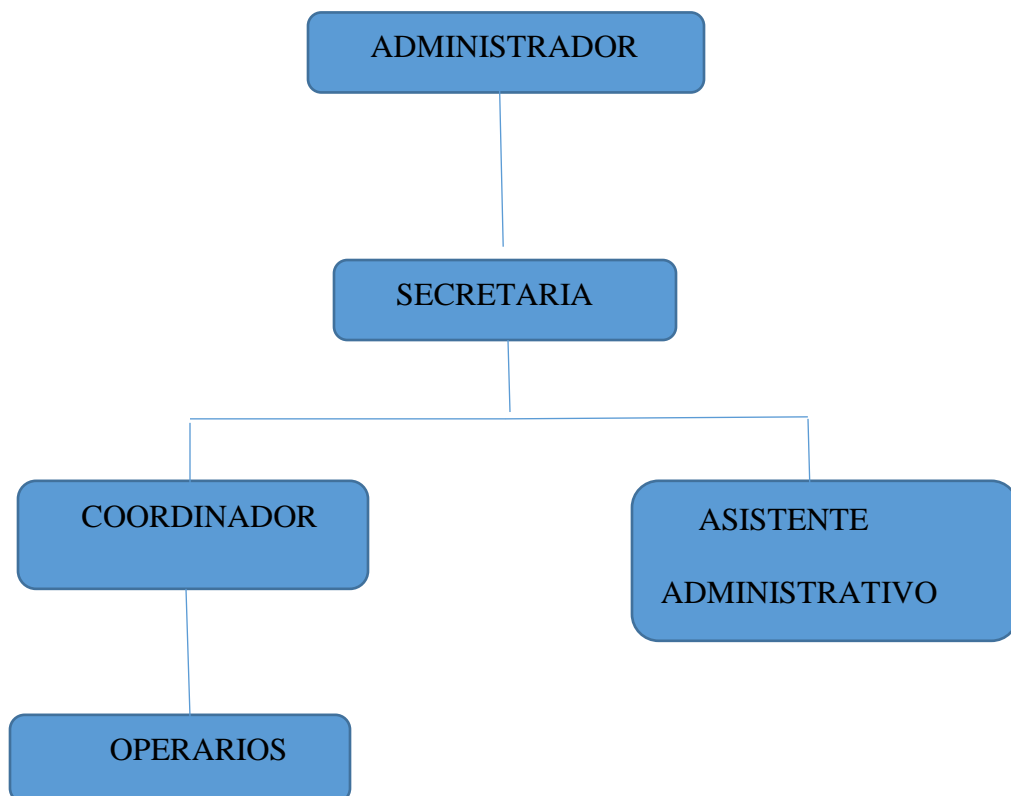 ADMINISTRADOR
SECRETARIA
COORDINADOR
ASISTENTE
ADMINISTRATIVO
OPERARIOS